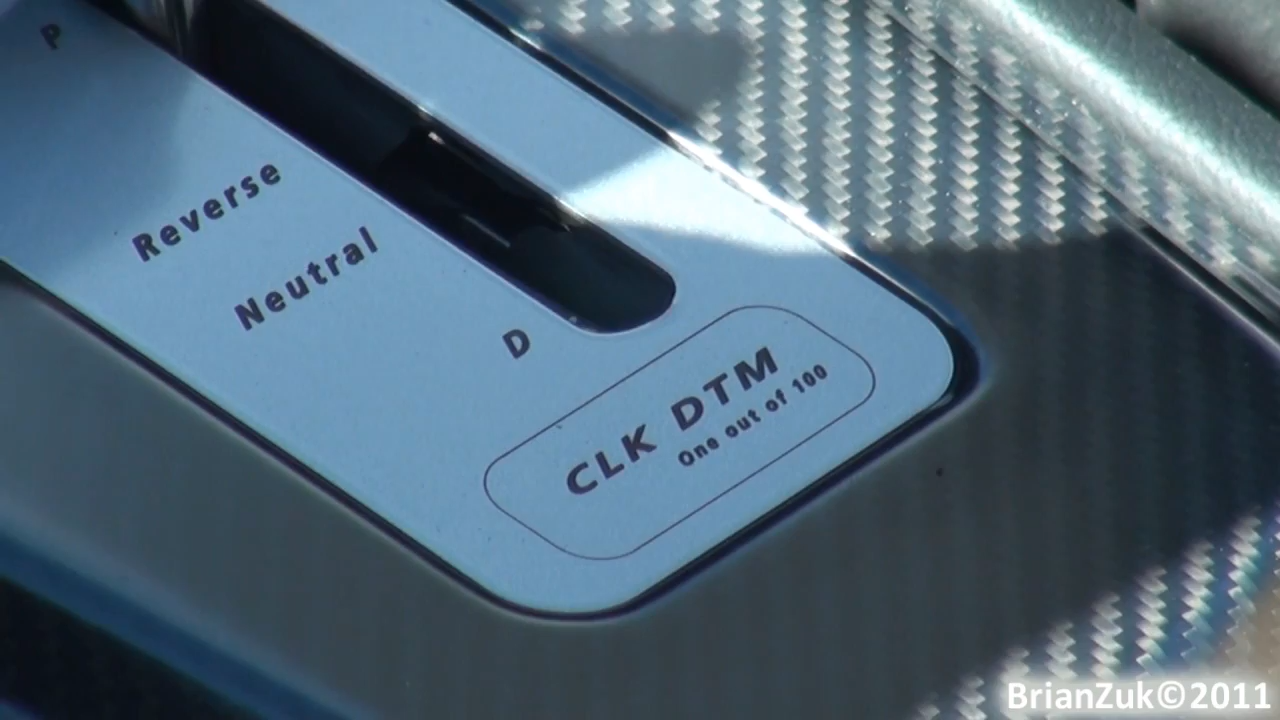 P
Reverse
Neutral
D
CLK DTM
One out of 100
BrianZuk©2011